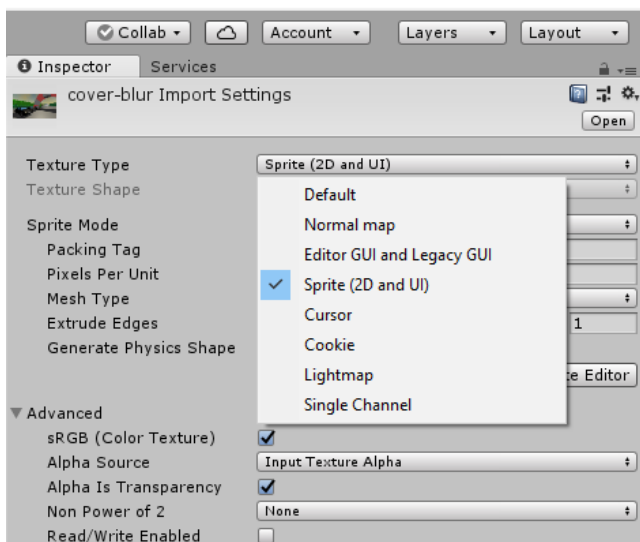 Collab Account Layers Layout
Inspector Services
cover-blur Import Settings
Open
Texture Type Sprite (2D and UI)
Texture Shape
Default
Sprite Mode
Normal map
Packing Tag
Editor GUI and Legacy GUI
Pixels Per Unit
Sprite (2D and UI)
Mesh Type
Cursor
Extrude Edges 1
Cookie
Generate Physics Shape
Lightmap Editor
Single Channel
Advanced
sRGB (Color Texture)
Alpha Source Input Texture Alpha
Alpha Is Transparency
Non Power of 2 None
Read/Write Enabled